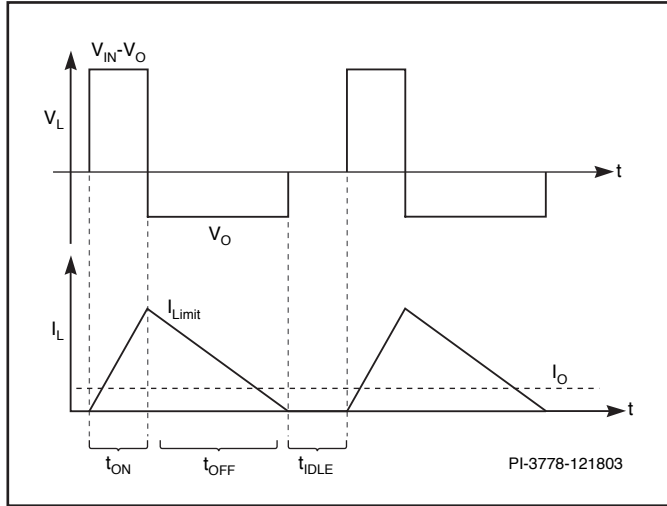 V_IN-V_O
V_L
t
V_O
I_L
I_Limit
I_O
t
t_ON
t_OFF
t_IDLE
PI-3778-121803